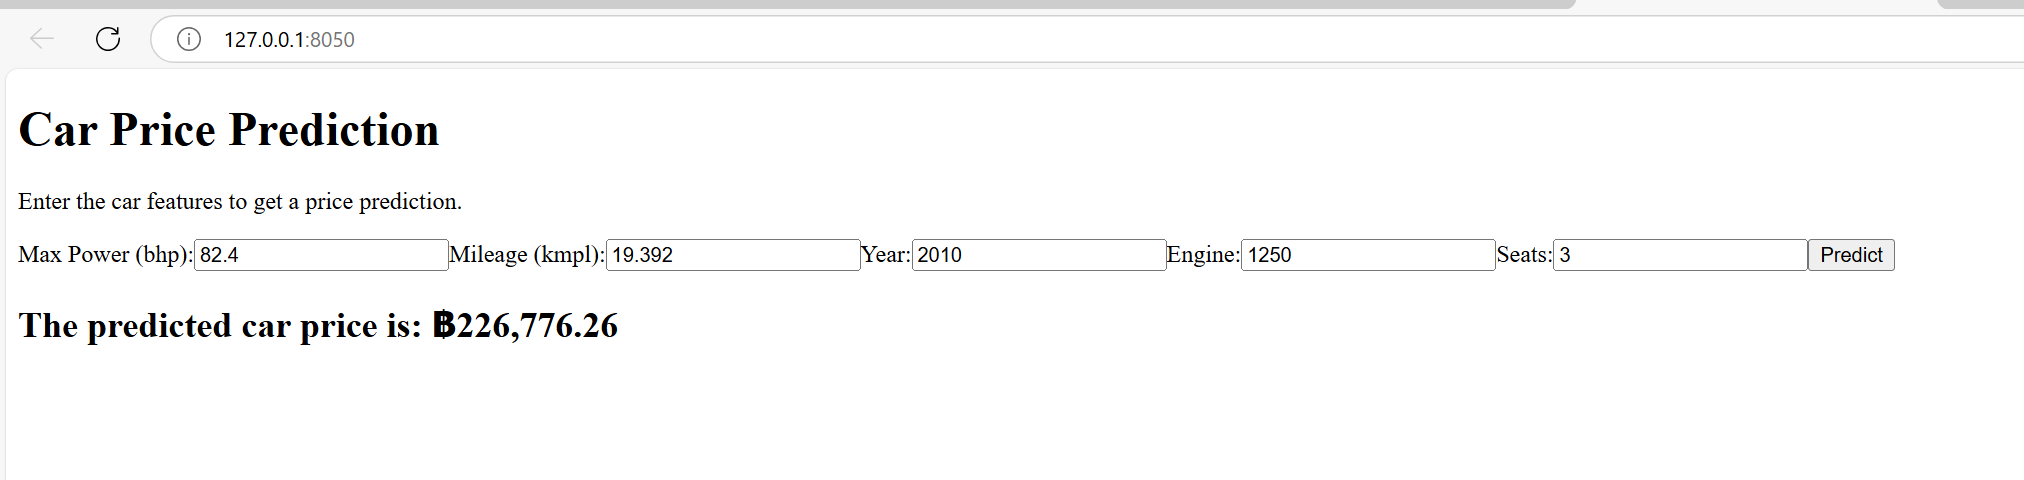 127.0.0.1:8050
Car Price Prediction
Enter the car features to get a price prediction.
Max Power (bhp): 82.4 Mileage (kmpl): 19.392 Year: 2010 Engine: 1250 Seats: 3 Predict
The predicted car price is: ฿226,776.26